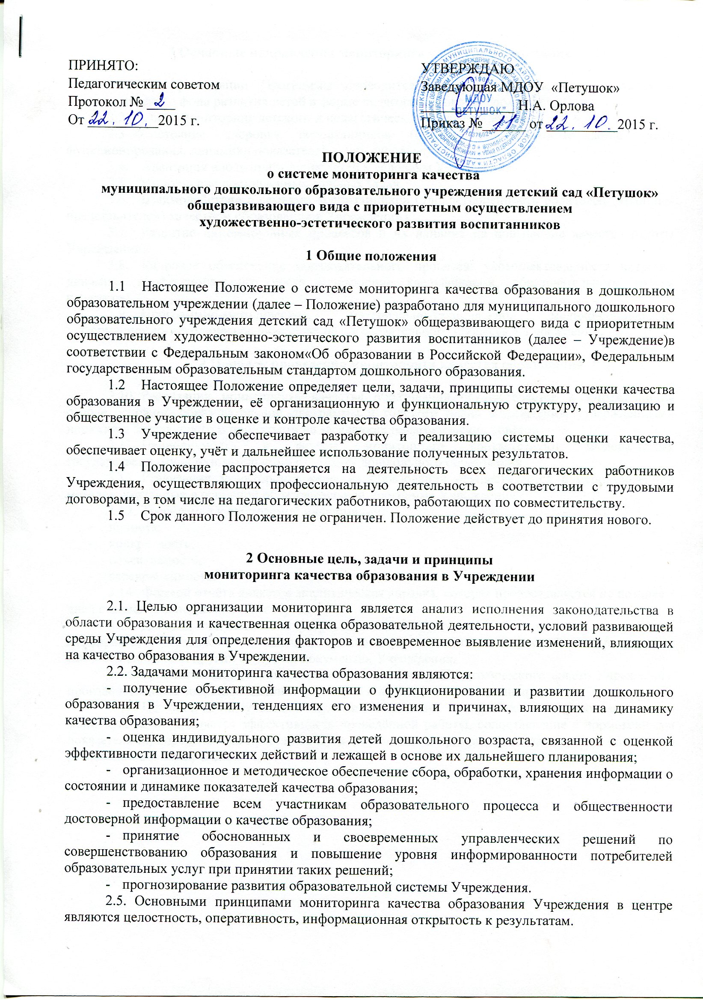 ПРИНЯТО:
Педагогическим советом
Протокол № 2
От 22.10.2015 г.
УТВЕРЖДАЮ
Заведующая МДОУ «Петушок»
Н.А. Орлова
Приказ № 11 от 22.10.2015 г.
МДОУ
"ПЕТУШОК"
ПОЛОЖЕНИЕ
о системе мониторинга качества
муниципального дошкольного образовательного учреждения детский сад «Петушок»
общеразвивающего вида с приоритетным осуществлением
художественно-эстетического развития воспитанников
1 Общие положения
1.1 Настоящее Положение о системе мониторинга качества образования в дошкольном
образовательном учреждении (далее – Положение) разработано для муниципального дошкольного
образовательного учреждения детский сад «Петушок» общеразвивающего вида с приоритетным
осуществлением художественно-эстетического развития воспитанников (далее – Учреждение)в
соответствии с Федеральным законом«Об образовании в Российской Федерации», Федеральным
государственным образовательным стандартом дошкольного образования.
1.2 Настоящее Положение определяет цели, задачи, принципы системы оценки качества
образования в Учреждении, её организационную и функциональную структуру, реализацию и
общественное участие в оценке и контроле качества образования.
1.3 Учреждение обеспечивает разработку и реализацию системы оценки качества,
обеспечивает оценку, учёт и дальнейшее использование полученных результатов.
1.4 Положение распространяется на деятельность всех педагогических работников
Учреждения, осуществляющих профессиональную деятельность в соответствии с трудовыми
договорами, в том числе на педагогических работников, работающих по совместительству.
1.5 Срок данного Положения не ограничен. Положение действует до принятия нового.
2 Основные цель, задачи и принципы
мониторинга качества образования в Учреждении
2.1. Целью организации мониторинга является анализ исполнения законодательства в
области образования и качественная оценка образовательной деятельности, условий развивающей
среды Учреждения для определения факторов и своевременное выявление изменений, влияющих
на качество образования в Учреждении.
2.2. Задачами мониторинга качества образования являются:
- получение объективной информации о функционировании и развитии дошкольного
образования в Учреждении, тенденциях его изменения и причинах, влияющих на динамику
качества образования;
- оценка индивидуального развития детей дошкольного возраста, связанной с оценкой
эффективности педагогических действий и лежащей в основе их дальнейшего планирования;
- организационное и методическое обеспечение сбора, обработки, хранения информации о
состоянии и динамике показателей качества образования;
- предоставление всем участникам образовательного процесса и общественности
достоверной информации о качестве образования;
- принятие обоснованных и своевременных управленческих решений по
совершенствованию образования и повышение уровня информированности потребителей
образовательных услуг при принятии таких решений;
- прогнозирование развития образовательной системы Учреждения.
2.5. Основными принципами мониторинга качества образования Учреждения в центре
являются целостность, оперативность, информационная открытость к результатам.